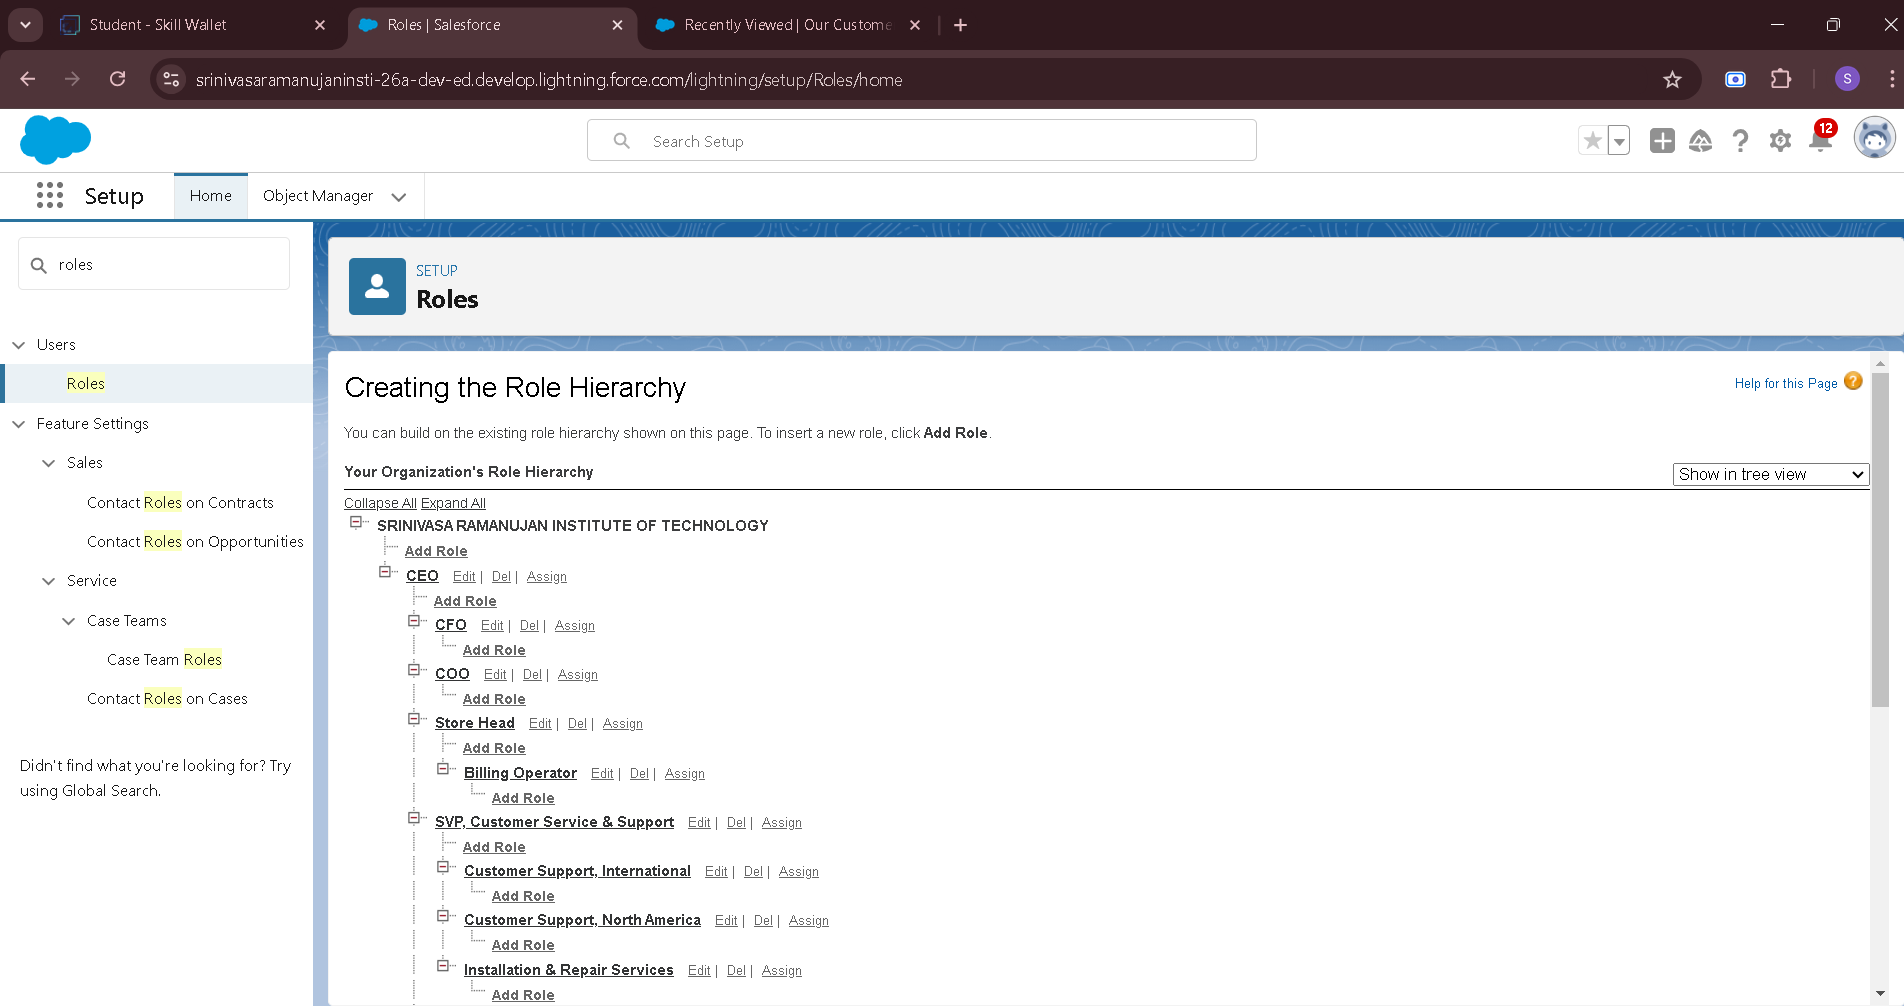 Student - Skill Wallet
Roles | Salesforce
Recently Viewed | Our Custome
srinivasaramanujaninsti-26a-dev-ed.develop.lightning.force.com/lightning/setup/Roles/home
S
Search Setup
12
Setup
Home
Object Manager
roles
Users
Roles
Feature Settings
Sales
Contact Roles on Contracts
Contact Roles on Opportunities
Service
Case Teams
Case Team Roles
Contact Roles on Cases
Didn't find what you're looking for? Try
using Global Search.
SETUP
Roles
Creating the Role Hierarchy
Help for this Page ?
You can build on the existing role hierarchy shown on this page. To insert a new role, click Add Role.
Your Organization's Role Hierarchy
Show in tree view
Collapse All Expand All
SRINIVASA RAMANUJAN INSTITUTE OF TECHNOLOGY
Add Role
CEO Edit | Del | Assign
Add Role
CFO Edit | Del | Assign
Add Role
COO Edit | Del | Assign
Add Role
Store Head Edit | Del | Assign
Add Role
Billing Operator Edit | Del | Assign
Add Role
SVP, Customer Service & Support Edit | Del | Assign
Add Role
Customer Support, International Edit | Del | Assign
Add Role
Customer Support, North America Edit | Del | Assign
Add Role
Installation & Repair Services Edit | Del | Assign
Add Role